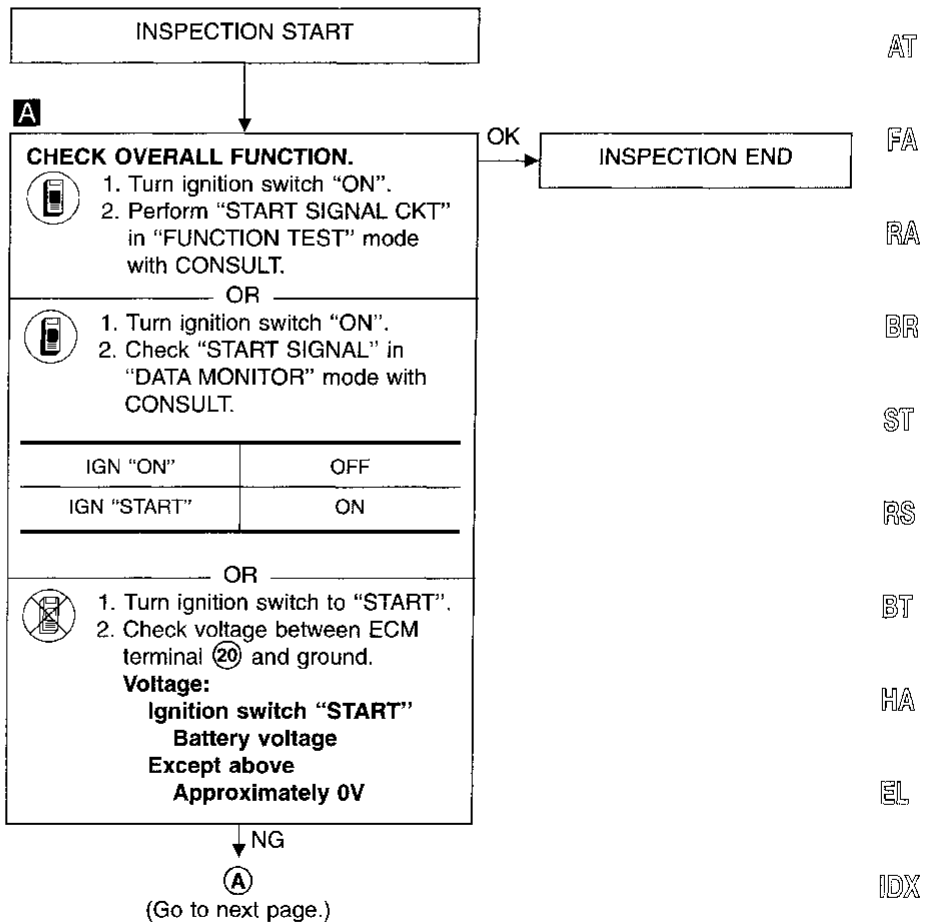 INSPECTION START
A
CHECK OVERALL FUNCTION.
1. Turn ignition switch “ON”.
2. Perform “START SIGNAL CKT”
in “FUNCTION TEST” mode
with CONSULT.
OR
1. Turn ignition switch “ON”.
2. Check “START SIGNAL” in
“DATA MONITOR” mode with
CONSULT.
IGN “ON” OFF
IGN “START” ON
OR
1. Turn ignition switch to “START”.
2. Check voltage between ECM
terminal 20 and ground.
Voltage:
Ignition switch “START”
Battery voltage
Except above
Approximately 0V
OK
INSPECTION END
NG
A
(Go to next page.)
AT
FA
RA
BR
ST
RS
BT
HA
EL
IDX